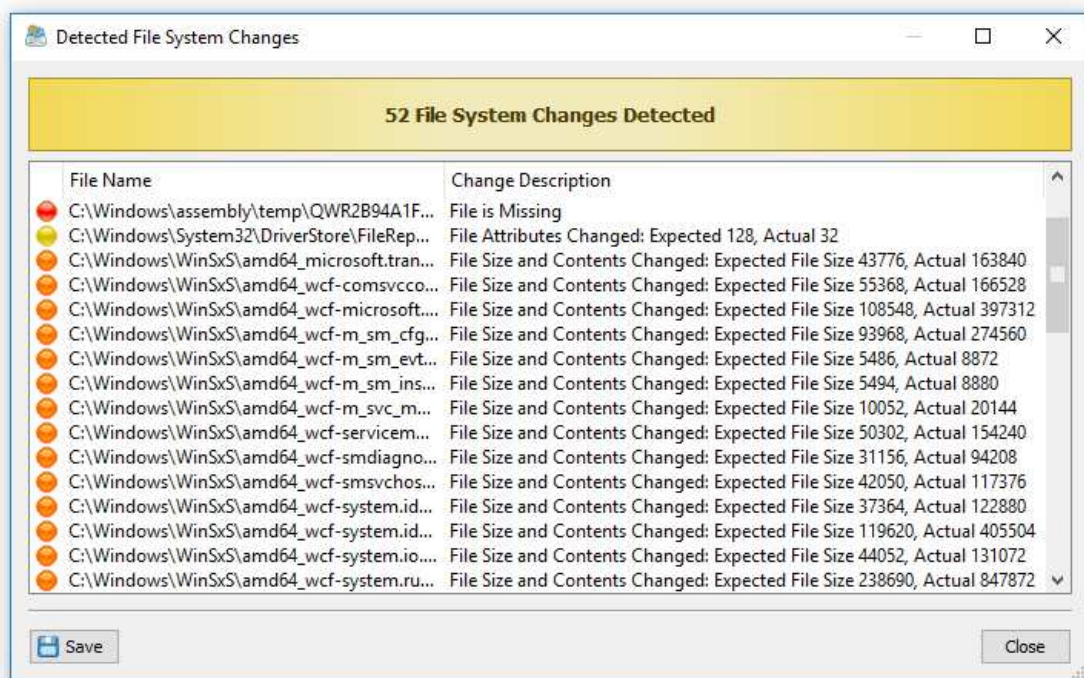 Detected File System Changes
52 File System Changes Detected
File Name Change Description
C:\Windows\assembly\temp\QWR2B94A1F... File is Missing
C:\Windows\System32\DriverStore\FileRep... File Attributes Changed: Expected 128, Actual 32
C:\Windows\WinSxS\amd64_microsoft.tran... File Size and Contents Changed: Expected File Size 43776, Actual 163840
C:\Windows\WinSxS\amd64_wcf-comsvcco... File Size and Contents Changed: Expected File Size 55368, Actual 166528
C:\Windows\WinSxS\amd64_wcf-microsoft.... File Size and Contents Changed: Expected File Size 108548, Actual 397312
C:\Windows\WinSxS\amd64_wcf-m_sm_cfg... File Size and Contents Changed: Expected File Size 93968, Actual 274560
C:\Windows\WinSxS\amd64_wcf-m_sm_evt... File Size and Contents Changed: Expected File Size 5486, Actual 8872
C:\Windows\WinSxS\amd64_wcf-m_sm_ins... File Size and Contents Changed: Expected File Size 5494, Actual 8880
C:\Windows\WinSxS\amd64_wcf-m_svc_m... File Size and Contents Changed: Expected File Size 10052, Actual 20144
C:\Windows\WinSxS\amd64_wcf-servicem... File Size and Contents Changed: Expected File Size 50302, Actual 154240
C:\Windows\WinSxS\amd64_wcf-smdiagno... File Size and Contents Changed: Expected File Size 31156, Actual 94208
C:\Windows\WinSxS\amd64_wcf-smsvchos... File Size and Contents Changed: Expected File Size 42050, Actual 117376
C:\Windows\WinSxS\amd64_wcf-system.id... File Size and Contents Changed: Expected File Size 37364, Actual 122880
C:\Windows\WinSxS\amd64_wcf-system.id... File Size and Contents Changed: Expected File Size 119620, Actual 405504
C:\Windows\WinSxS\amd64_wcf-system.io.... File Size and Contents Changed: Expected File Size 44052, Actual 131072
C:\Windows\WinSxS\amd64_wcf-system.ru... File Size and Contents Changed: Expected File Size 238690, Actual 847872
Save Close